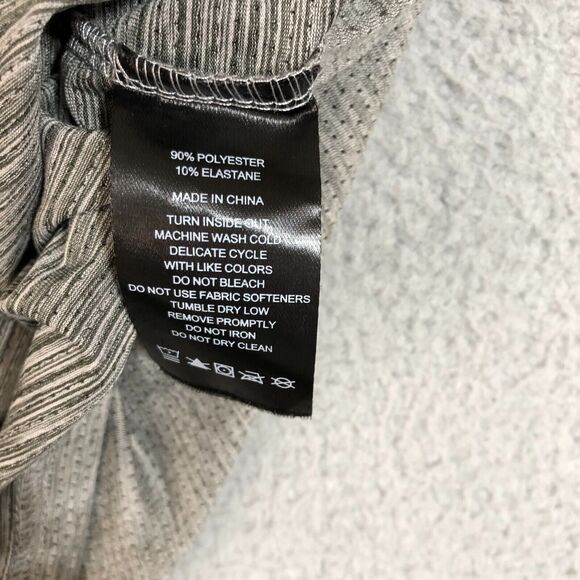 90% POLYESTER
10% ELASTANE
MADE IN CHINA
TURN INSIDE OUT
MACHINE WASH COLD
DELICATE CYCLE
WITH LIKE COLORS
DO NOT BLEACH
DO NOT USE FABRIC SOFTENERS
TUMBLE DRY LOW
REMOVE PROMPTLY
DO NOT IRON
DO NOT DRY CLEAN